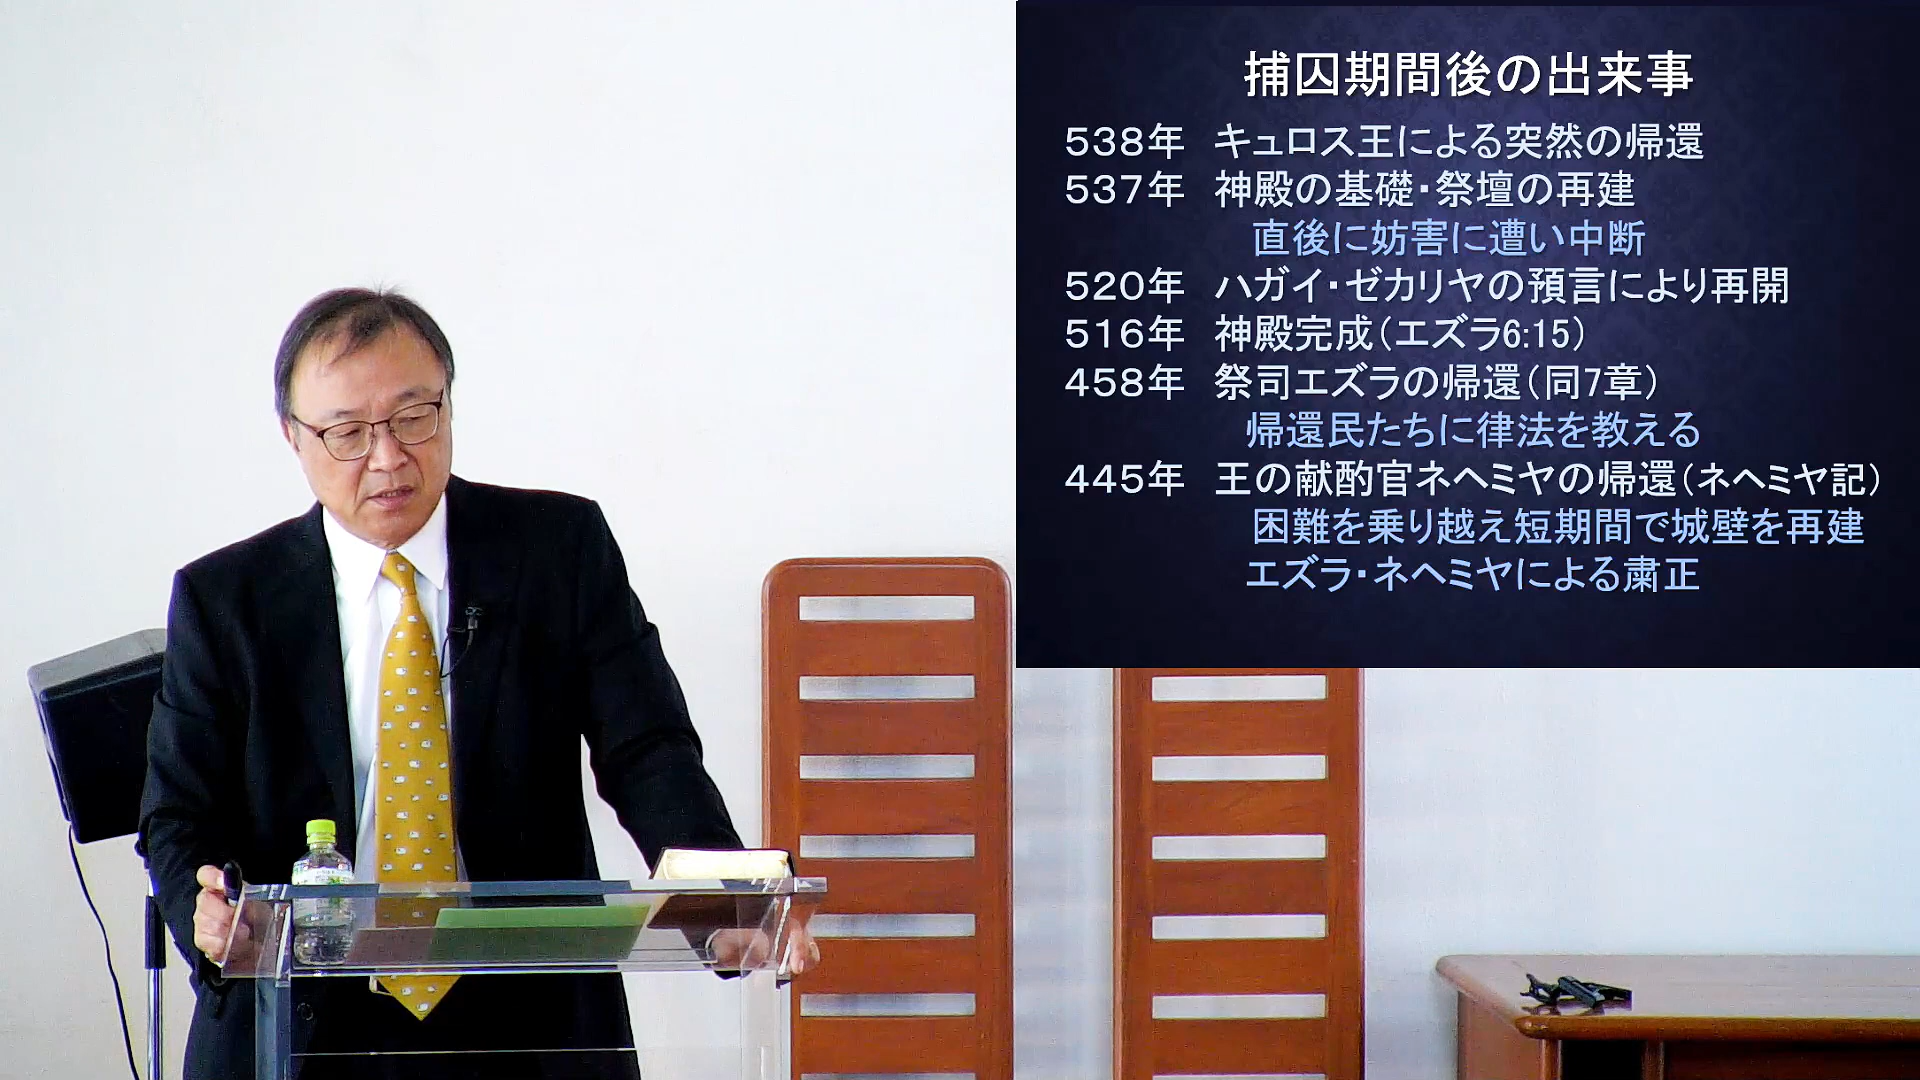 捕囚期間後の出来事
538年 キュロス王による突然の帰還
537年 神殿の基礎・祭壇の再建
直後に妨害に遭い中断
520年 ハガイ・ゼカリヤの預言により再開
516年 神殿完成（エズラ6:15）
458年 祭司エズラの帰還（同7章）
帰還民たちに律法を教える
445年 王の献酌官ネヘミヤの帰還（ネヘミヤ記）
困難を乗り越え短期間で城壁を再建
エズラ・ネヘミヤによる粛正